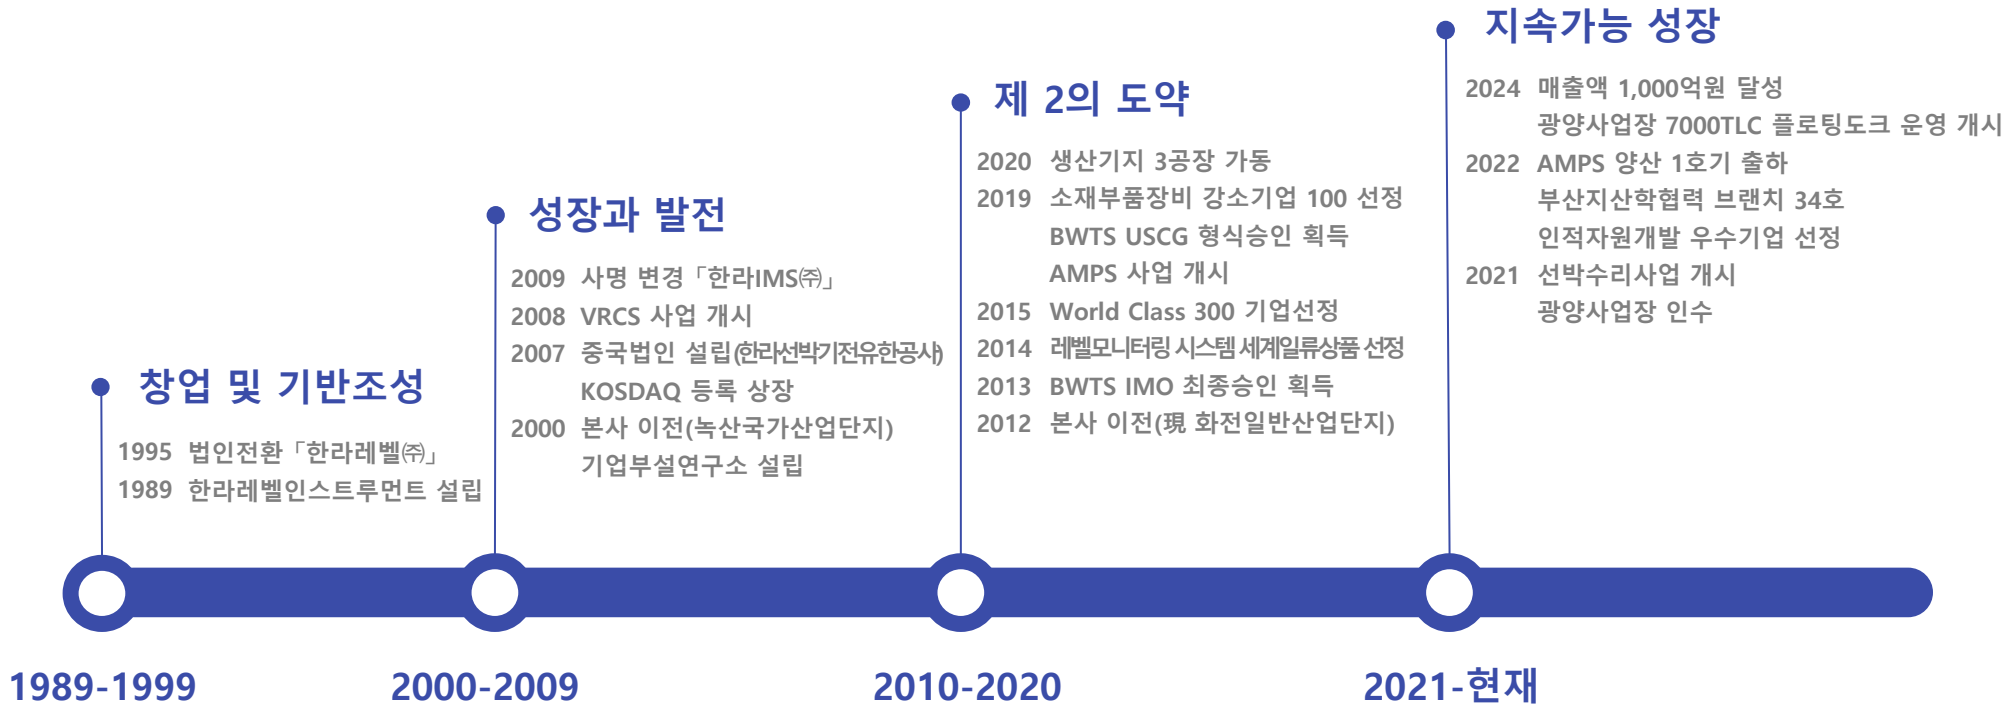 창업 및 기반조성
1995 법인전환 「한라레벨㈜」
1989 한라레벨인스트루먼트 설립
1989-1999
성장과 발전
2009 사명 변경 「한라IMS㈜」
2008 VRCS 사업 개시
2007 중국법인 설립(한라선박기전유한공사)
KOSDAQ 등록 상장
2000 본사 이전(녹산국가산업단지)
기업부설연구소 설립
2000-2009
제 2의 도약
2020 생산기지 3공장 가동
2019 소재부품장비 강소기업 100 선정
BWTS USCG 형식승인 획득
AMPS 사업 개시
2015 World Class 300 기업선정
2014 레벨모니터링 시스템 세계일류상품 선정
2013 BWTS IMO 최종승인 획득
2012 본사 이전(現 화전일반산업단지)
2010-2020
지속가능 성장
2024 매출액 1,000억원 달성
광양사업장 7000TLC 플로팅도크 운영 개시
2022 AMPS 양산 1호기 출하
부산지산학협력 브랜치 34호
인적자원개발 우수기업 선정
2021 선박수리사업 개시
광양사업장 인수
2021-현재